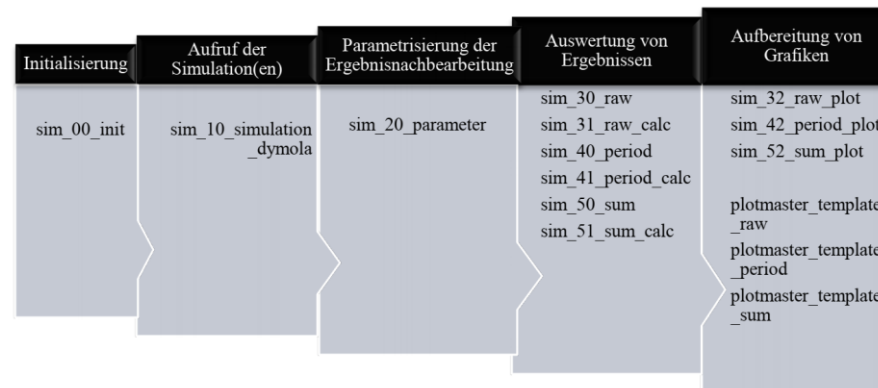 Initialisierung
sim_00_init
Aufruf der
Simulation(en)
sim_10_simulation
_dymola
Parametrisierung der
Ergebnisnachbearbeitung
sim_20_parameter
Auswertung von
Ergebnissen
sim_30_raw
sim_31_raw_calc
sim_40_period
sim_41_period_calc
sim_50_sum
sim_51_sum_calc
Aufbereitung von
Grafiken
sim_32_raw_plot
sim_42_period_plot
sim_52_sum_plot
plotmaster_template
_raw
plotmaster_template
_period
plotmaster_template
_sum